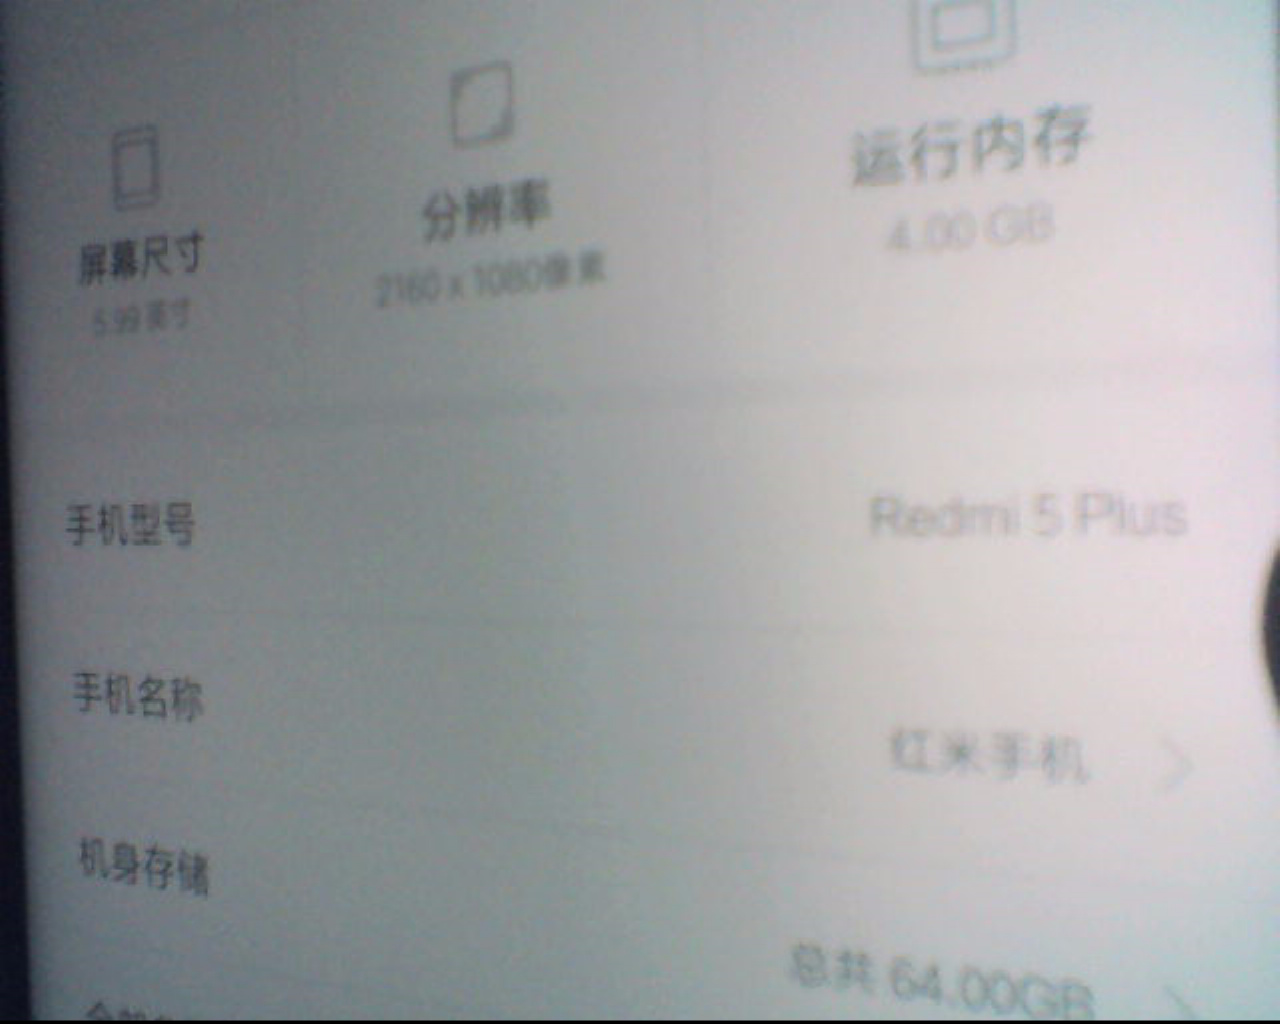 屏幕尺寸
5.99 英寸
分辨率
2160 x 1080像素
运行内存
4.00 GB
手机型号
Redmi 5 Plus
手机名称
红米手机
机身存储
总共 64.00GB